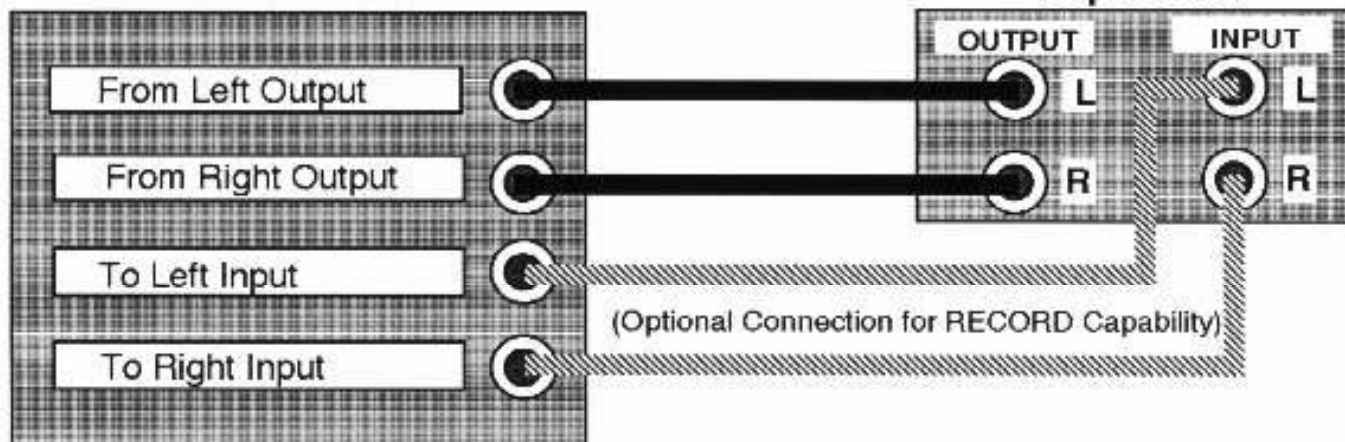 OUTPUT INPUT
From Left Output
L L
From Right Output
R R
To Left Input
(Optional Connection for RECORD Capability)
To Right Input